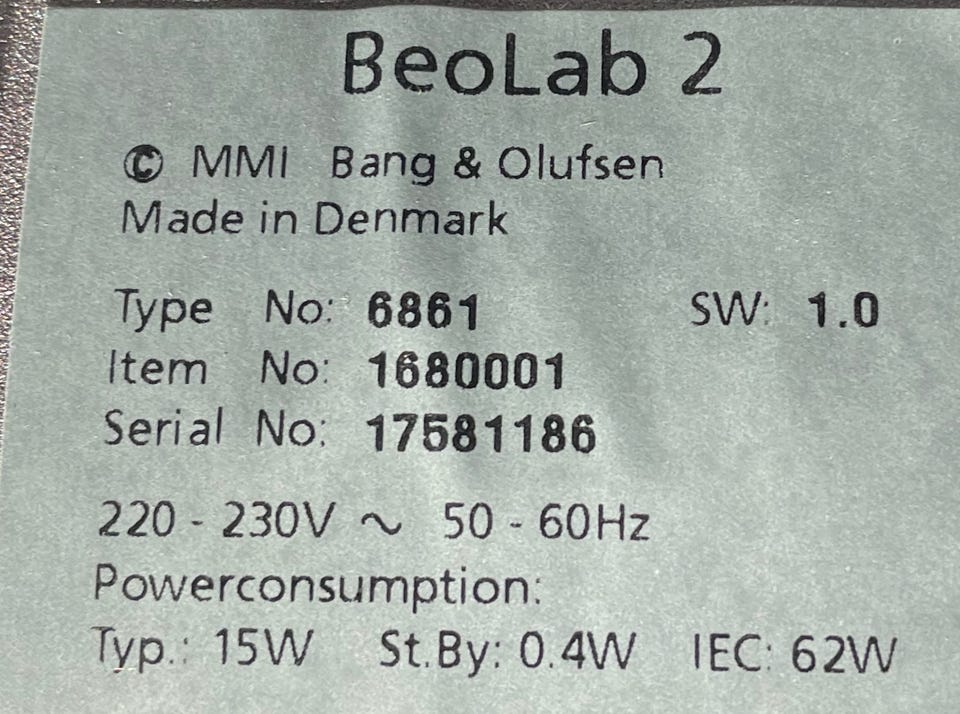 BeoLab 2
© MMI Bang & Olufsen
Made in Denmark
Type No: 6861 SW: 1.0
Item No: 1680001
Serial No: 17581186
220 - 230V ~ 50 - 60Hz
Powerconsumption:
Typ.: 15W St.By: 0.4W IEC: 62W